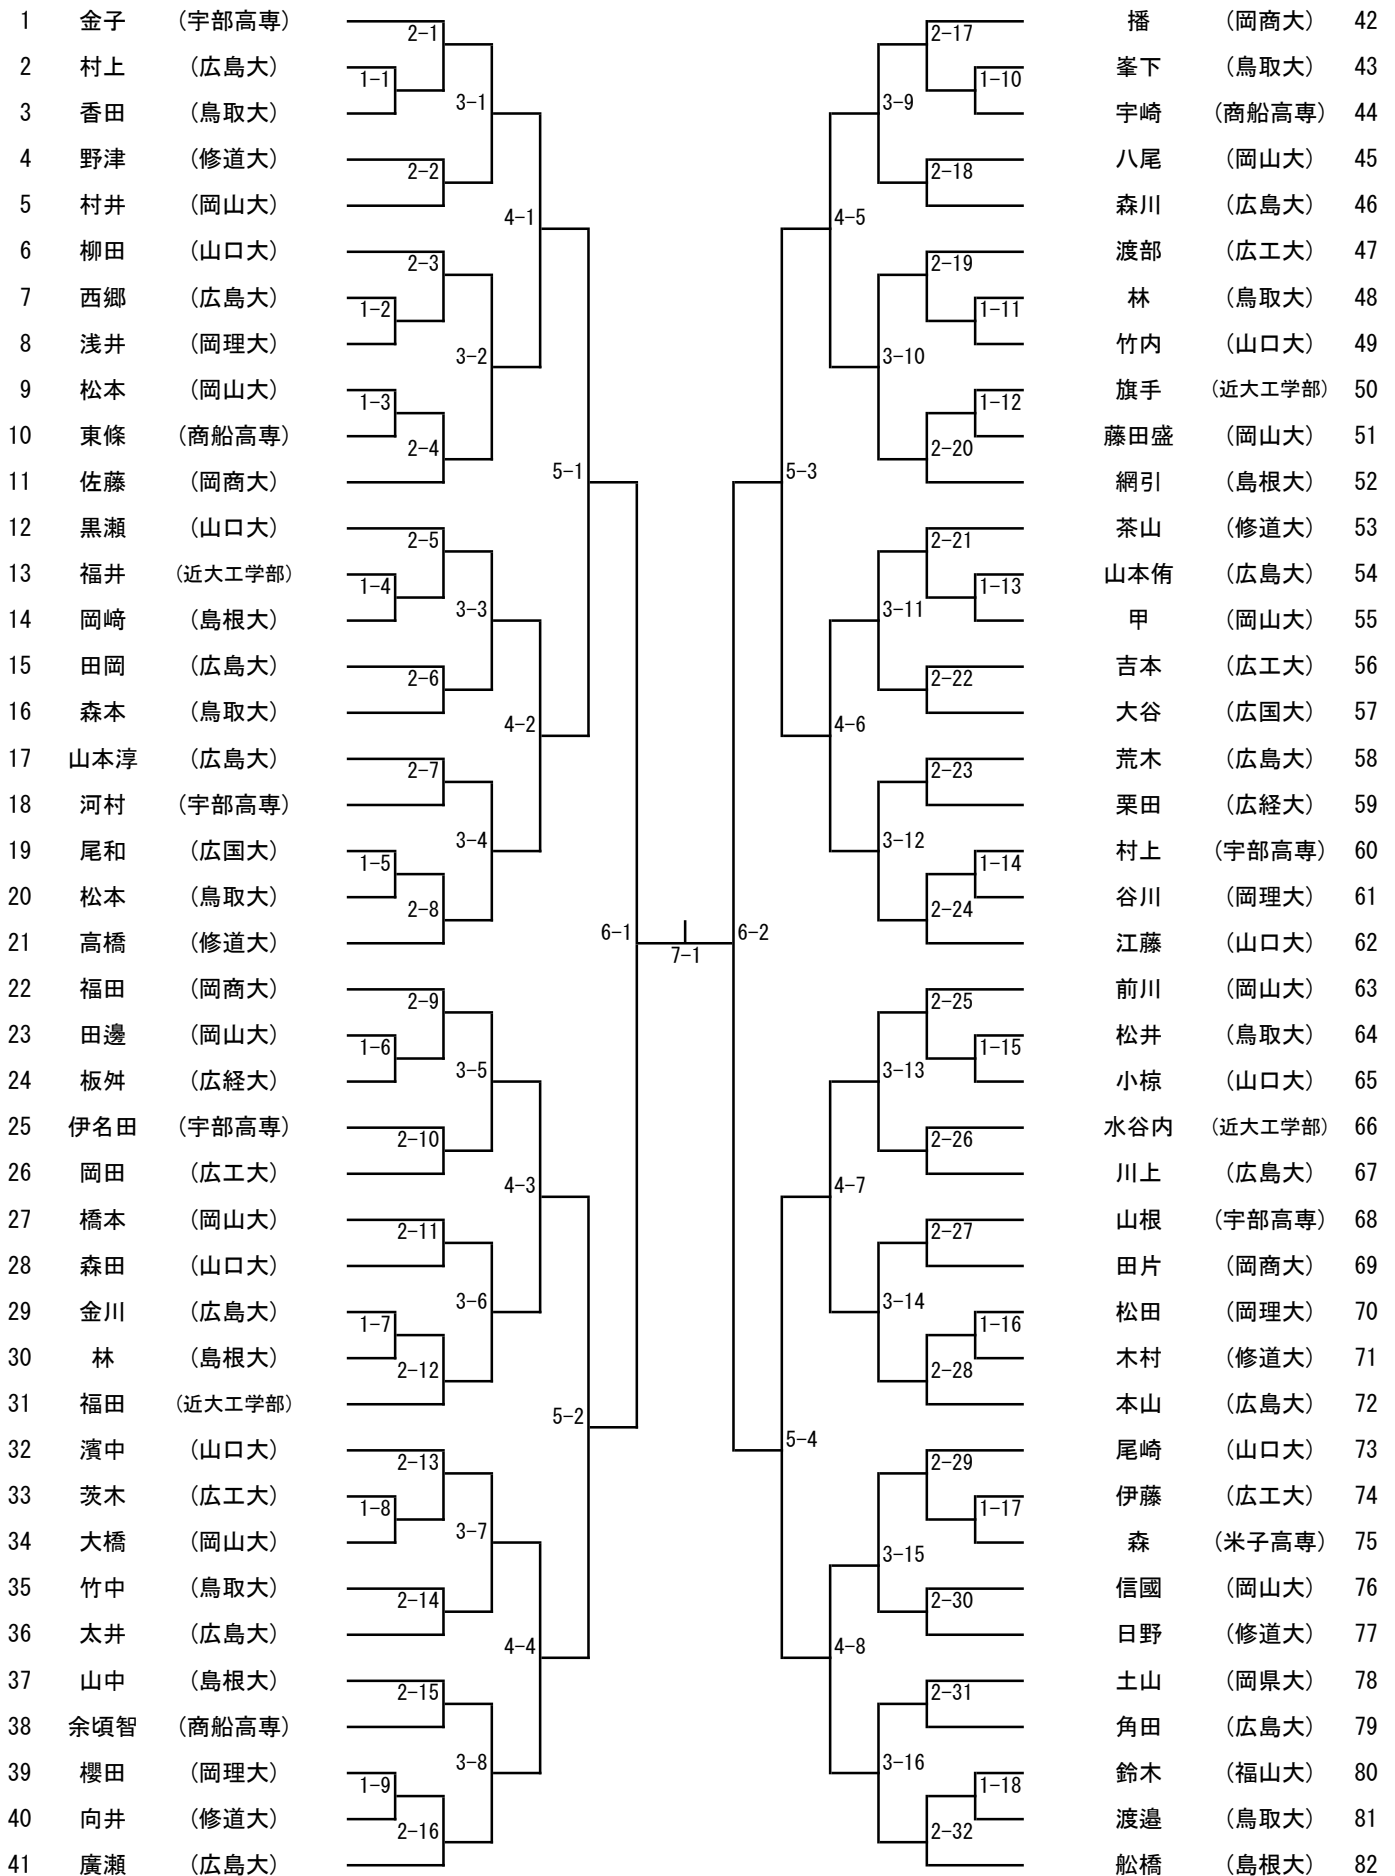 1 金子 （宇部高専） 2-1 2-17 播 （岡商大） 42
2 村上 （広島大） 1-1 1-10 峯下 （鳥取大） 43
3-1 3-9
3 香田 （鳥取大） 宇崎 （商船高専） 44
4 野津 （修道大） 2-2 2-18 八尾 （岡山大） 45
5 村井 （岡山大） 森川 （広島大） 46
4-1 4-5
6 柳田 （山口大） 2-3 2-19 渡部 （広工大） 47
7 西郷 （広島大） 1-2 1-11 林 （鳥取大） 48
8 浅井 （岡理大） 竹内 （山口大） 49
3-2 3-10
9 松本 （岡山大） 1-3 1-12 旗手 （近大工学部） 50
10 東條 （商船高専） 2-4 2-20 藤田盛 （岡山大） 51
11 佐藤 （岡商大） 5-1 5-3 網引 （島根大） 52
12 黒瀬 （山口大） 2-5 2-21 茶山 （修道大） 53
13 福井 （近大工学部） 1-4 1-13 山本侑 （広島大） 54
3-3 3-11
14 岡﨑 （島根大） 甲 （岡山大） 55
15 田岡 （広島大） 2-6 2-22 吉本 （広工大） 56
16 森本 （鳥取大） 4-2 4-6 大谷 （広国大） 57
17 山本淳 （広島大） 2-7 2-23 荒木 （広島大） 58
18 河村 （宇部高専） 栗田 （広経大） 59
3-4 3-12
19 尾和 （広国大） 1-5 1-14 村上 （宇部高専） 60
20 松本 （鳥取大） 2-8 2-24 谷川 （岡理大） 61
21 高橋 （修道大） 6-1 7-1 6-2 江藤 （山口大） 62
22 福田 （岡商大） 2-9 2-25 前川 （岡山大） 63
23 田邊 （岡山大） 1-6 1-15 松井 （鳥取大） 64
3-5 3-13
24 板舛 （広経大） 小椋 （山口大） 65
25 伊名田 （宇部高専） 2-10 2-26 水谷内 （近大工学部） 66
26 岡田 （広工大） 4-3 4-7 川上 （広島大） 67
27 橋本 （岡山大） 2-11 2-27 山根 （宇部高専） 68
28 森田 （山口大） 田片 （岡商大） 69
3-6 3-14
29 金川 （広島大） 1-7 1-16 松田 （岡理大） 70
30 林 （島根大） 2-12 2-28 木村 （修道大） 71
31 福田 （近大工学部） 5-2 本山 （広島大） 72
5-4
32 濱中 （山口大） 2-13 2-29 尾崎 （山口大） 73
33 茨木 （広工大） 1-8 1-17 伊藤 （広工大） 74
34 大橋 （岡山大） 3-7 3-15 森 （米子高専） 75
35 竹中 （鳥取大） 2-14 2-30 信國 （岡山大） 76
36 太井 （広島大） 4-4 4-8 日野 （修道大） 77
37 山中 （島根大） 2-15 2-31 土山 （岡県大） 78
38 余頃智 （商船高専） 角田 （広島大） 79
3-8 3-16
39 櫻田 （岡理大） 1-9 1-18 鈴木 （福山大） 80
40 向井 （修道大） 2-16 2-32 渡邉 （鳥取大） 81
41 廣瀬 （広島大） 舩橋 （島根大） 82